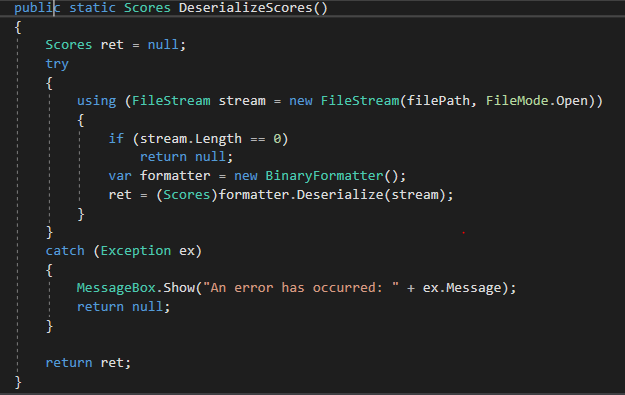 public static Scores DeserializeScores()
{
    Scores ret = null;
    try
    {
        using (FileStream stream = new FileStream(filePath, FileMode.Open))
        {
            if (stream.Length == 0)
                return null;
            var formatter = new BinaryFormatter();
            ret = (Scores)formatter.Deserialize(stream);
        }
    }
    catch (Exception ex)
    {
        MessageBox.Show("An error has occurred: " + ex.Message);
        return null;
    }

    return ret;
}